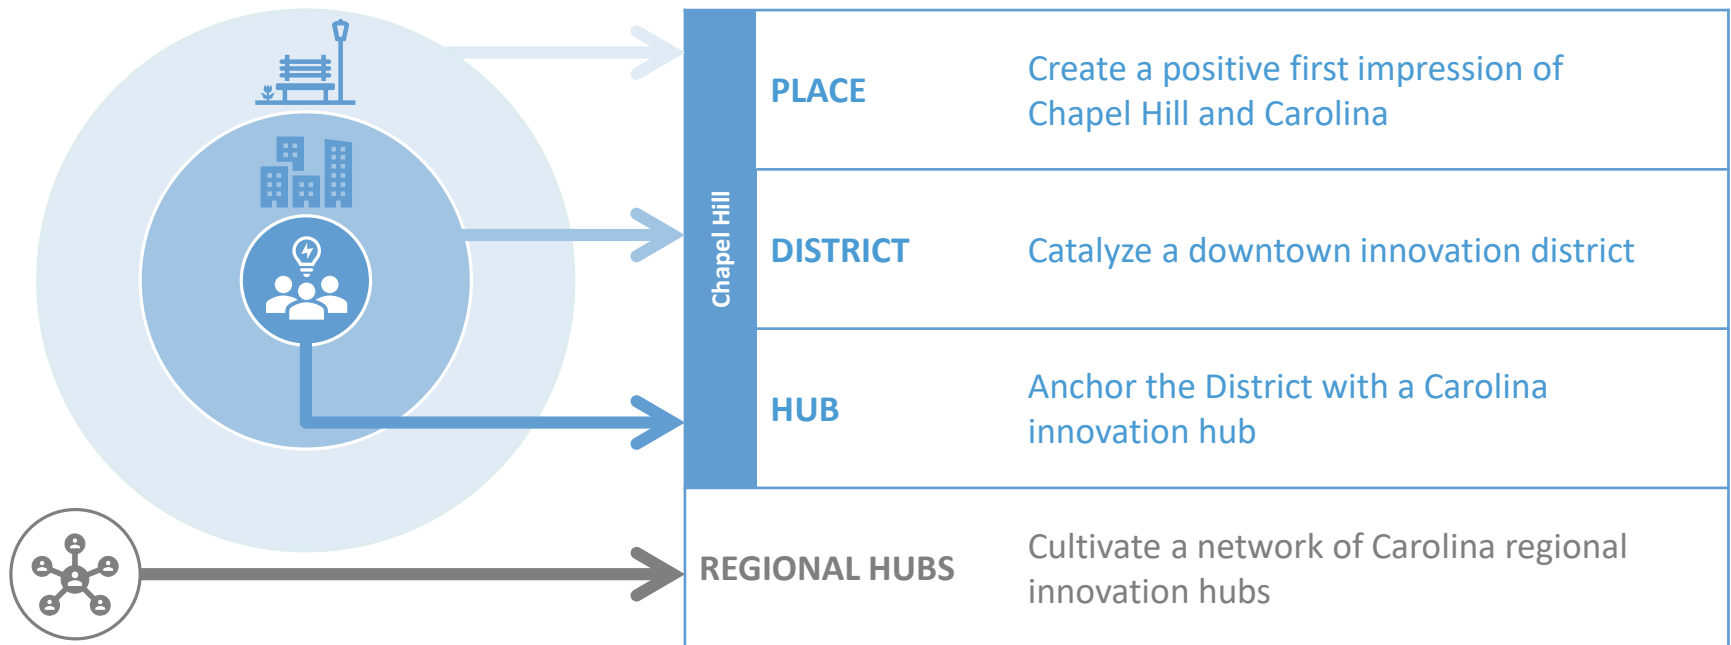 Chapel Hill
PLACE
Create a positive first impression of
Chapel Hill and Carolina
DISTRICT
Catalyze a downtown innovation district
HUB
Anchor the District with a Carolina
innovation hub
REGIONAL HUBS
Cultivate a network of Carolina regional
innovation hubs